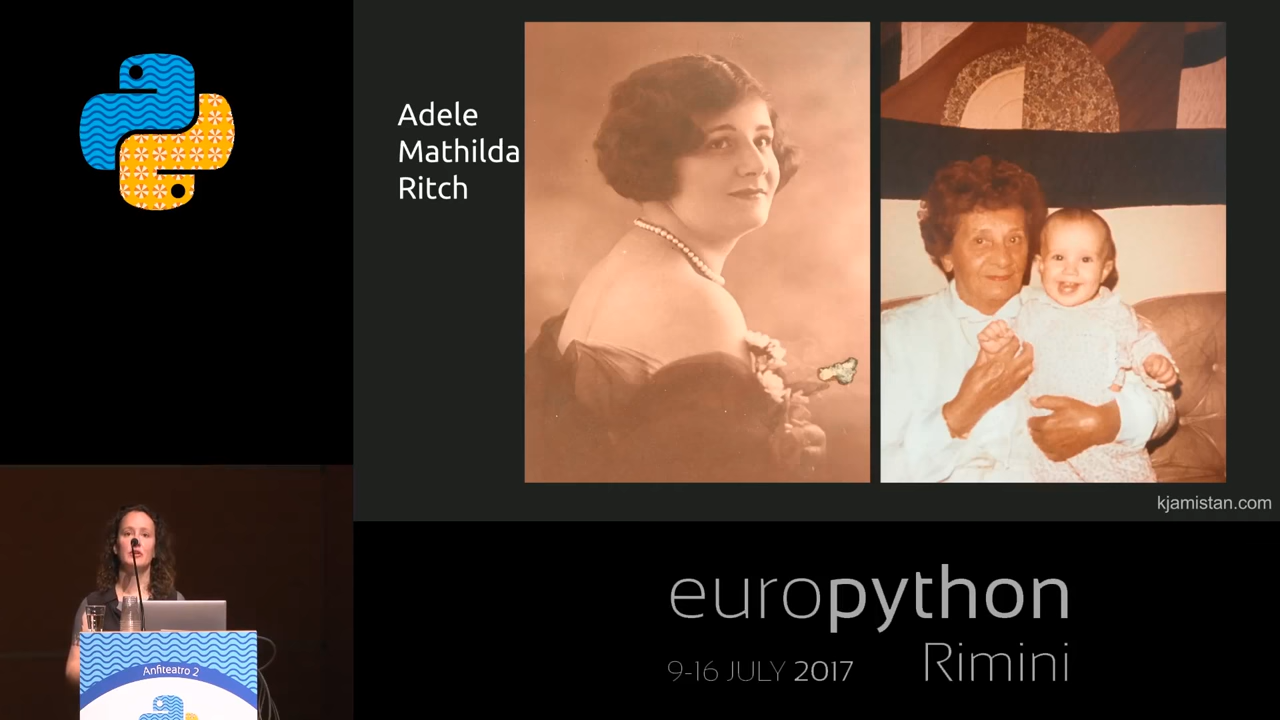 Adele
Mathilda
Ritch
kjamistan.com
Anfiteatro 2
europython
Rimini
9-16 JULY 2017